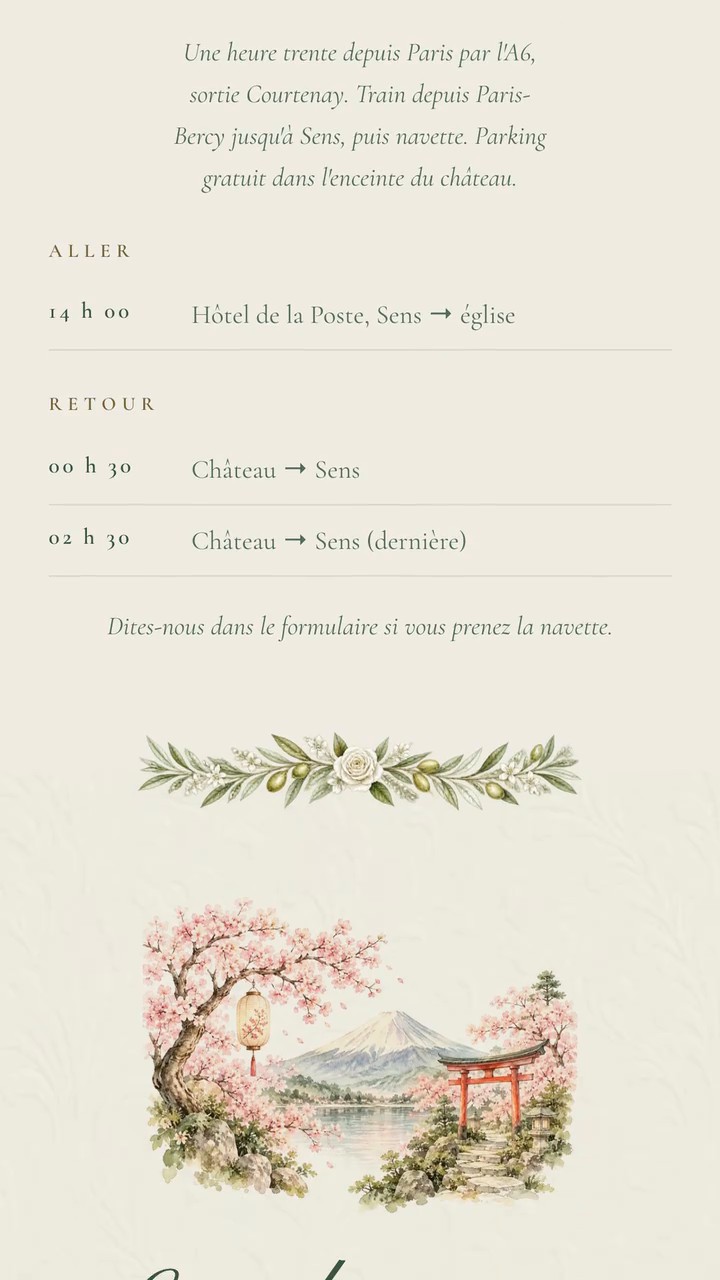 Une heure trente depuis Paris par l'A6,
sortie Courtenay. Train depuis Paris-
Bercy jusqu'à Sens, puis navette. Parking
gratuit dans l'enceinte du château.
ALLER
14 h 00 Hôtel de la Poste, Sens → église
RETOUR
00 h 30 Château → Sens
02 h 30 Château → Sens (dernière)
Dites-nous dans le formulaire si vous prenez la navette.